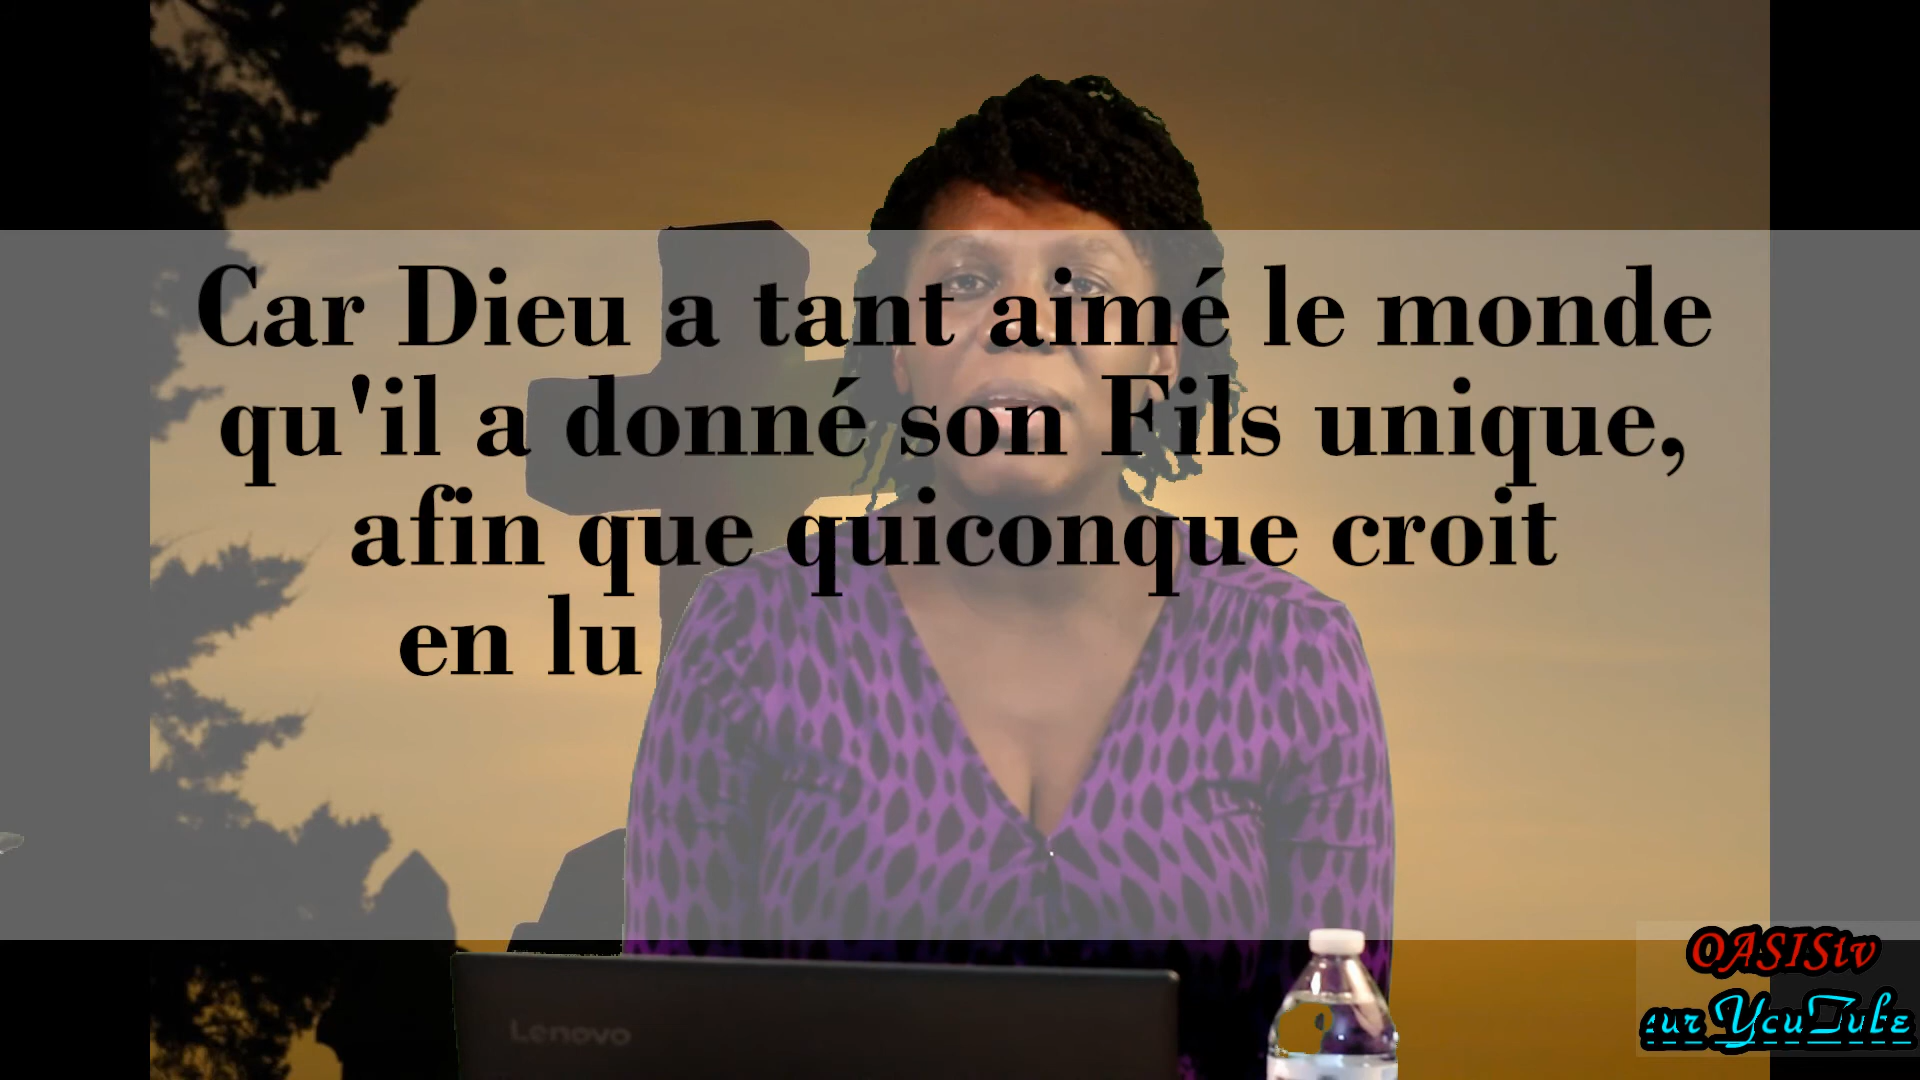 Car Dieu a tant aimé le monde
qu'il a donné son Fils unique,
afin que quiconque croit
en lu
Lenovo
OASIStv
sur YouTube